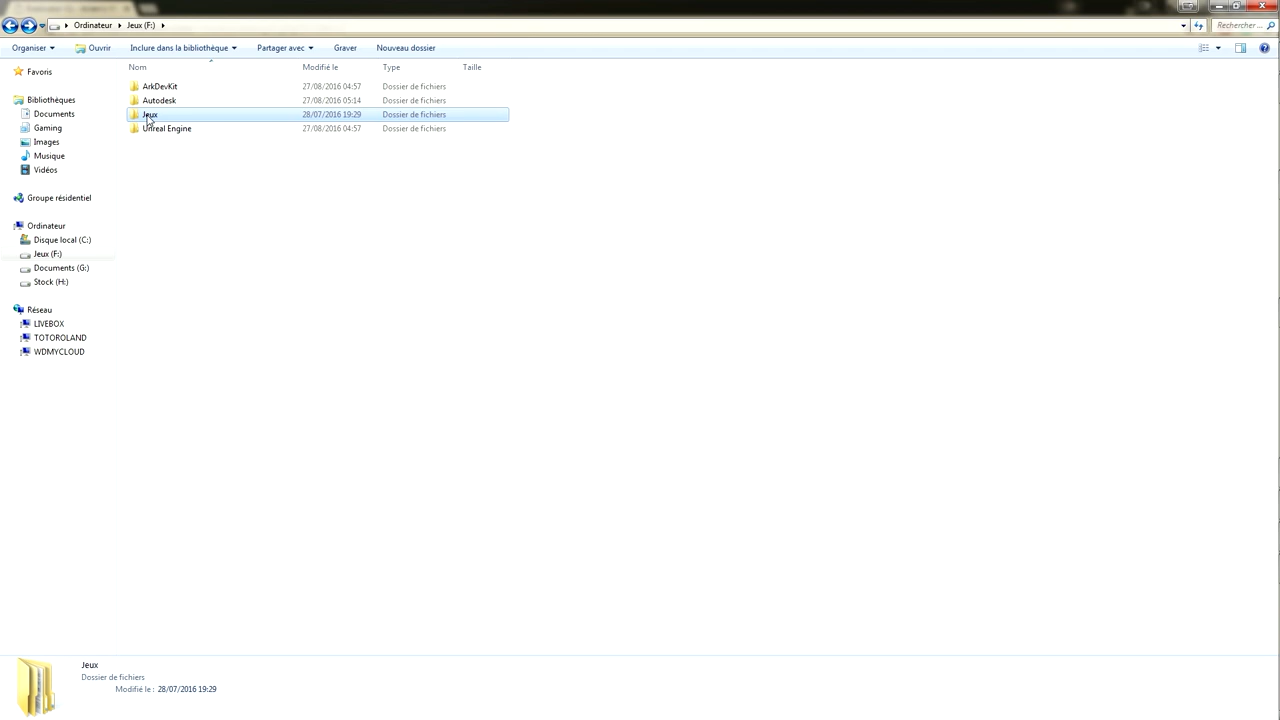 Ordinateur Jeux (F:) Rechercher ...
Organiser Ouvrir Inclure dans la bibliothèque Partager avec Graver Nouveau dossier
Nom Modifié le Type Taille
Favoris
Bibliothèques
Documents
Gaming
Images
Musique
Vidéos
Groupe résidentiel
Ordinateur
Disque local (C:)
Jeux (F:)
Documents (G:)
Stock (H:)
Réseau
LIVEBOX
TOTOROLAND
WDMYCLOUD
ArkDevKit 27/08/2016 04:57 Dossier de fichiers
Autodesk 27/08/2016 05:14 Dossier de fichiers
Jeux 28/07/2016 19:29 Dossier de fichiers
Unreal Engine 27/08/2016 04:57 Dossier de fichiers
Jeux
Dossier de fichiers
Modifié le : 28/07/2016 19:29